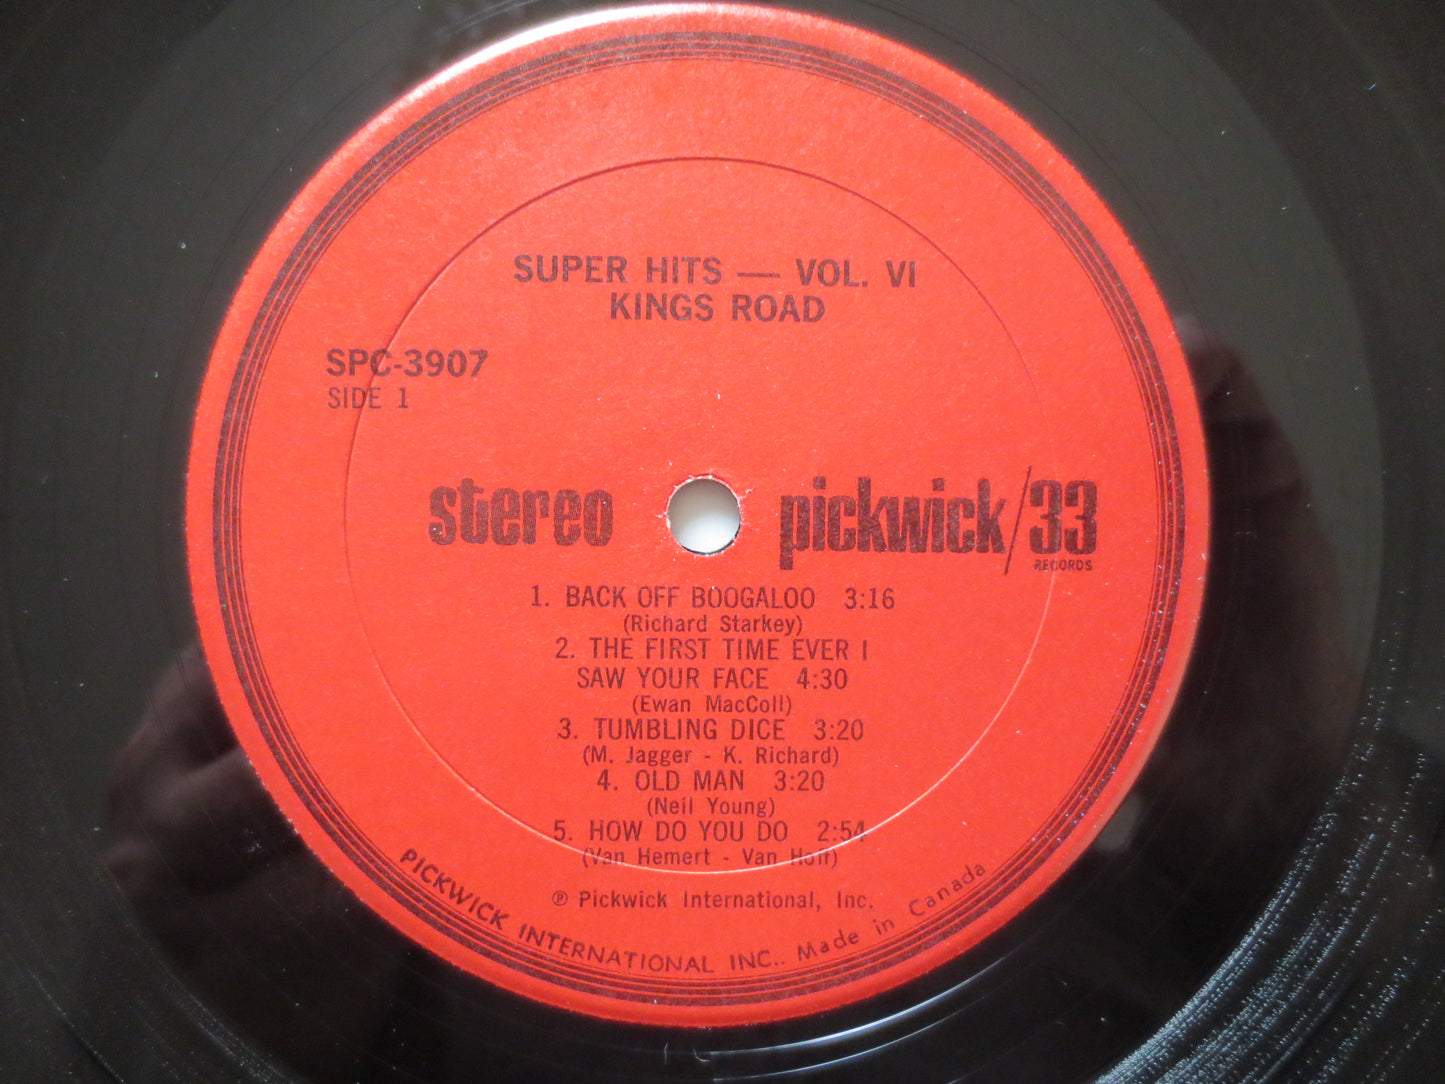 SUPER HITS — VOL. VI
KINGS ROAD
SPC-3907
SIDE 1
stereo
pickwick/33
RECORDS
1. BACK OFF BOOGALOO 3:16
(Richard Starkey)
2. THE FIRST TIME EVER I
SAW YOUR FACE 4:30
(Ewan MacColl)
3. TUMBLING DICE 3:20
(M. Jagger - K. Richard)
4. OLD MAN 3:20
(Neil Young)
5. HOW DO YOU DO 2:54
(Van Hemert - Van Hoff)
℗ Pickwick International, Inc.
PICKWICK INTERNATIONAL INC.. Made in Canada